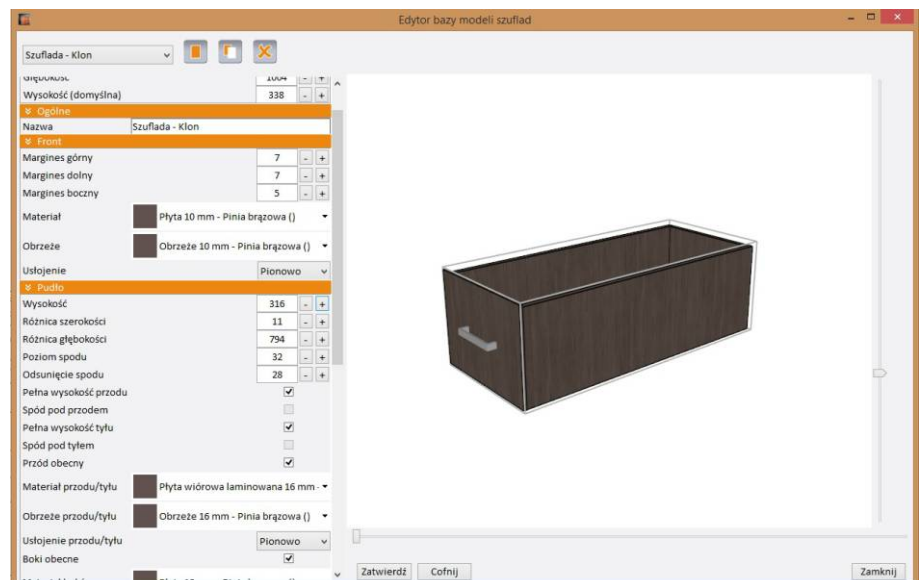 Edytor bazy modeli szuflad
Szuflada - Klon
Głębokość 1004 - +
Wysokość (domyślna) 338 - +
Ogólne
Nazwa Szuflada - Klon
Front
Margines górny 7 - +
Margines dolny 7 - +
Margines boczny 5 - +
Materiał Płyta 10 mm - Pinia brązowa ()
Obrzeże Obrzeże 10 mm - Pinia brązowa ()
Usłojenie Pionowo
Pudło
Wysokość 316 - +
Różnica szerokości 11 - +
Różnica głębokości 794 - +
Poziom spodu 32 - +
Odsunięcie spodu 28 - +
Pełna wysokość przodu
Spód pod przodem
Pełna wysokość tyłu
Spód pod tyłem
Przód obecny
Materiał przodu/tyłu Płyta wiórowa laminowana 16 mm -
Obrzeże przodu/tyłu Obrzeże 16 mm - Pinia brązowa ()
Usłojenie przodu/tyłu Pionowo
Boki obecne
Zatwierdź Cofnij Zamknij